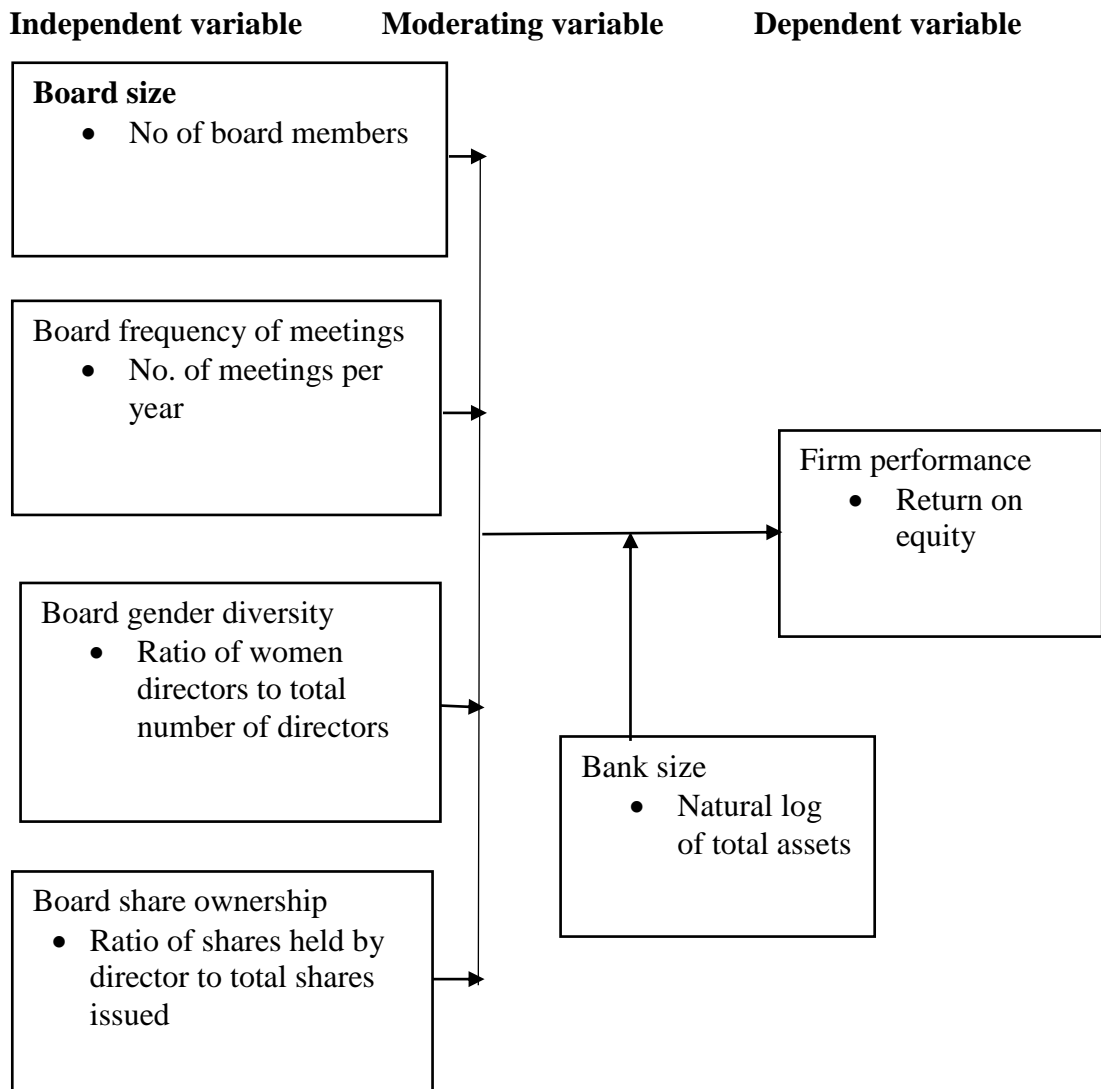 Independent variable Moderating variable Dependent variable
Board size
• No of board members
Board frequency of meetings
• No. of meetings per
year
Firm performance
• Return on
equity
Board gender diversity
• Ratio of women
directors to total
number of directors
Bank size
• Natural log
of total assets
Board share ownership
• Ratio of shares held by
director to total shares
issued